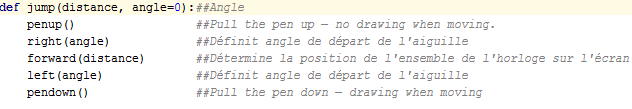 def jump(distance, angle=0):##Angle
penup() ##Pull the pen up – no drawing when moving.
right(angle) ##Définit angle de départ de l'aiguille
forward(distance) ##Détermine la position de l'ensemble de l'horloge sur l'écran
left(angle) ##Définit angle de départ de l'aiguille
pendown() ##Pull the pen down – drawing when moving